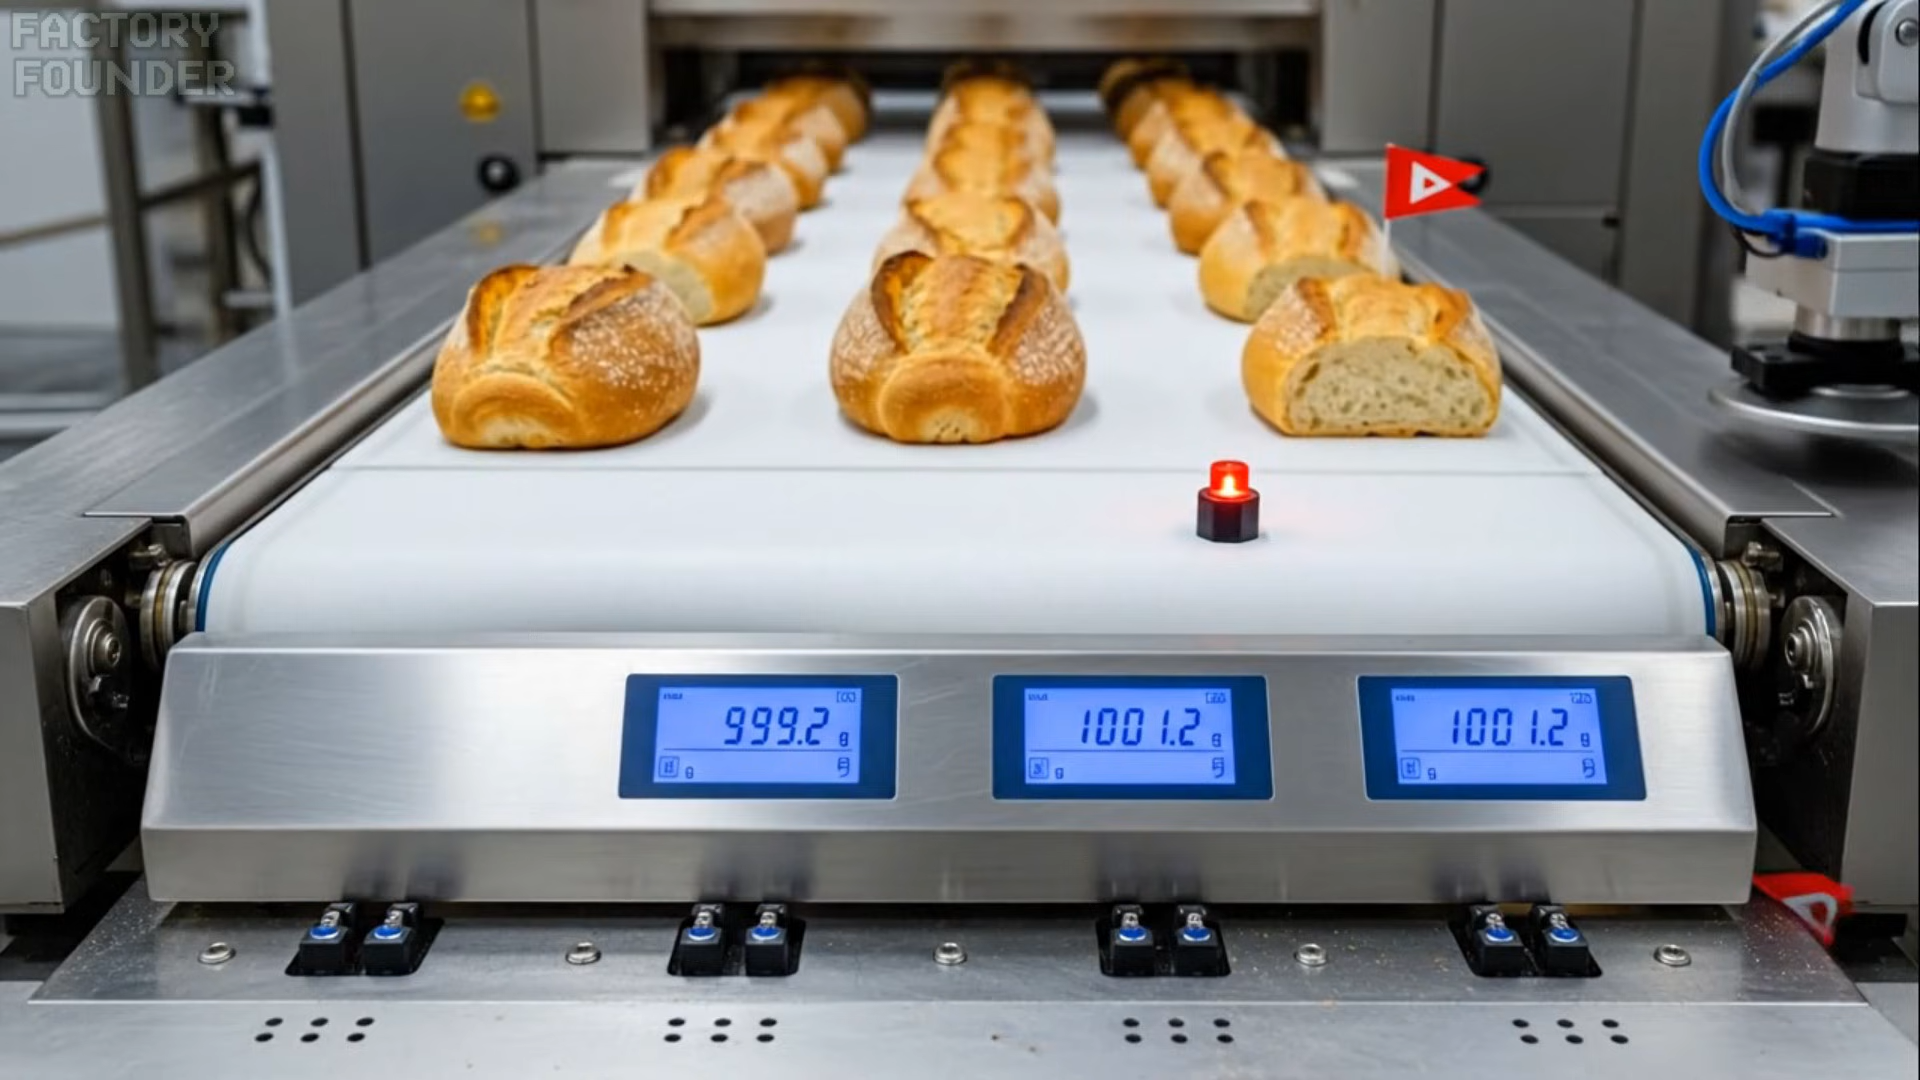 FACTORY
FOUNDER
999.2 g
1001.2 g
1001.2 g
g
g
g